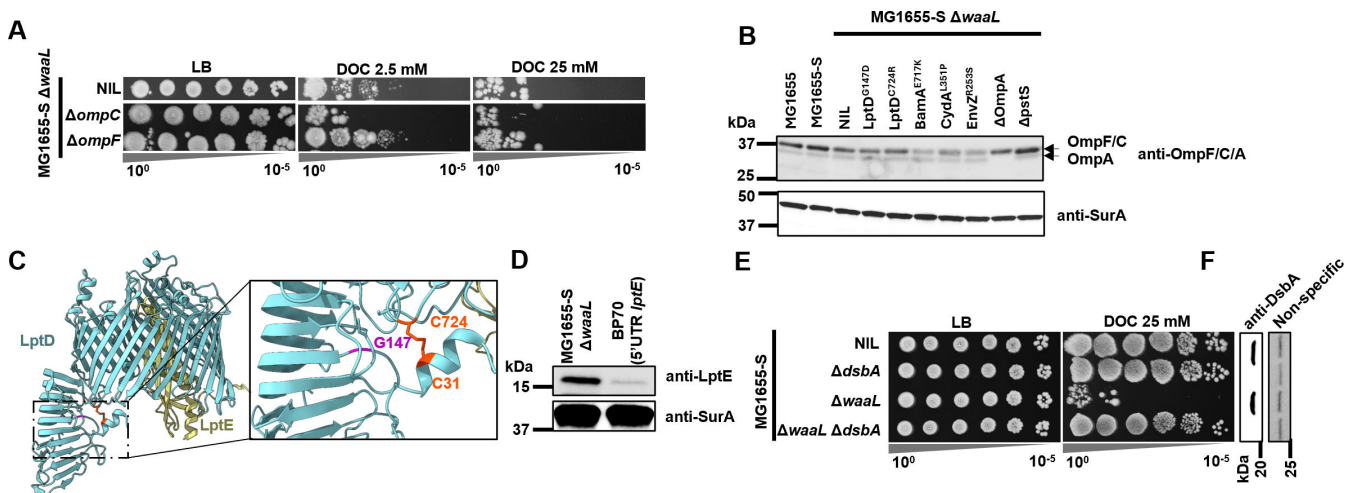 A
MG1655-S ΔwaaL
LB
DOC 2.5 mM
DOC 25 mM
NIL
ΔompC
ΔompF
10⁰ 10⁻⁵ 10⁰ 10⁻⁵ 10⁰ 10⁻⁵
B
MG1655-S ΔwaaL
MG1655
MG1655-S
NIL
LptD^G147D
LptD^C724R
BamA^E717K
CydA^L351P
EnvZ^R253S
ΔOmpA
ΔpstS
kDa
37
25
OmpF/C
OmpA
anti-OmpF/C/A
50
37
anti-SurA
C
LptD
LptE
C724
G147
C31
D
MG1655-S
ΔwaaL
BP70
(5'UTR lptE)
kDa
15
anti-LptE
37
anti-SurA
E
MG1655-S
LB
DOC 25 mM
NIL
ΔdsbA
ΔwaaL
ΔwaaL ΔdsbA
10⁰ 10⁻⁵ 10⁰ 10⁻⁵
F
anti-DsbA
Non-specific
kDa
20
25